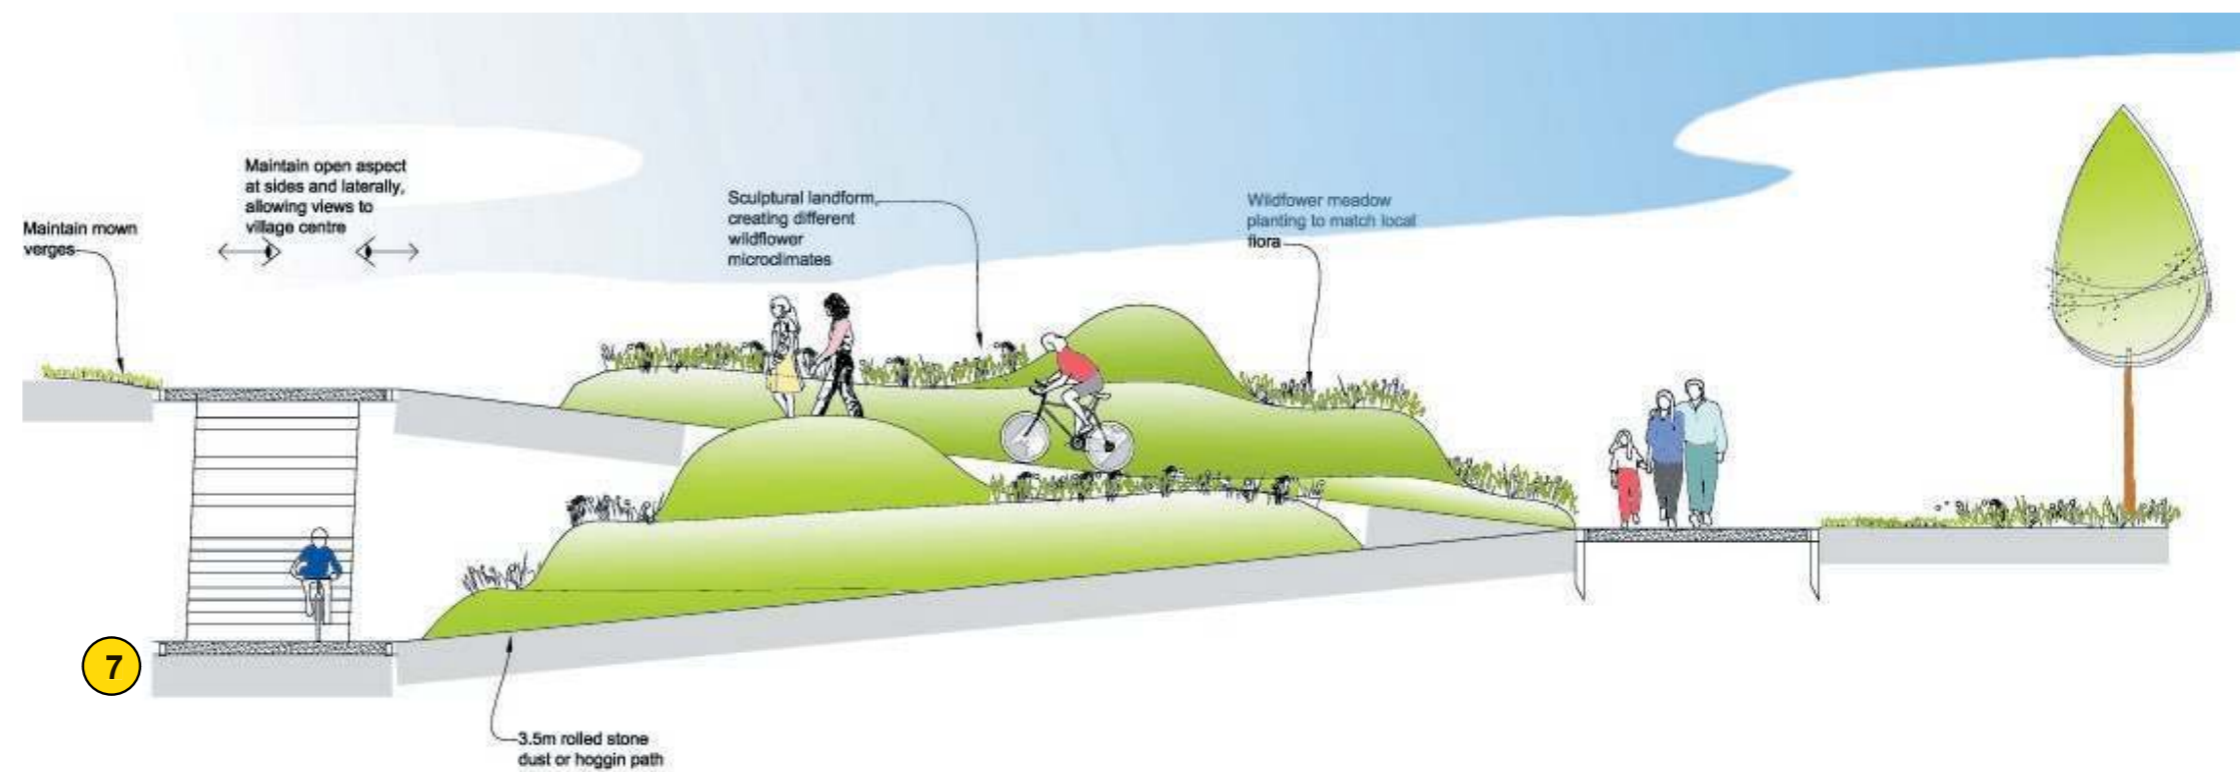 Maintain mown
verges
Maintain open aspect
at sides and laterally,
allowing views to
village centre
Sculptural landform,
creating different
wildflower
microclimates
Wildfower meadow
planting to match local
flora
7
3.5m rolled stone
dust or hoggin path